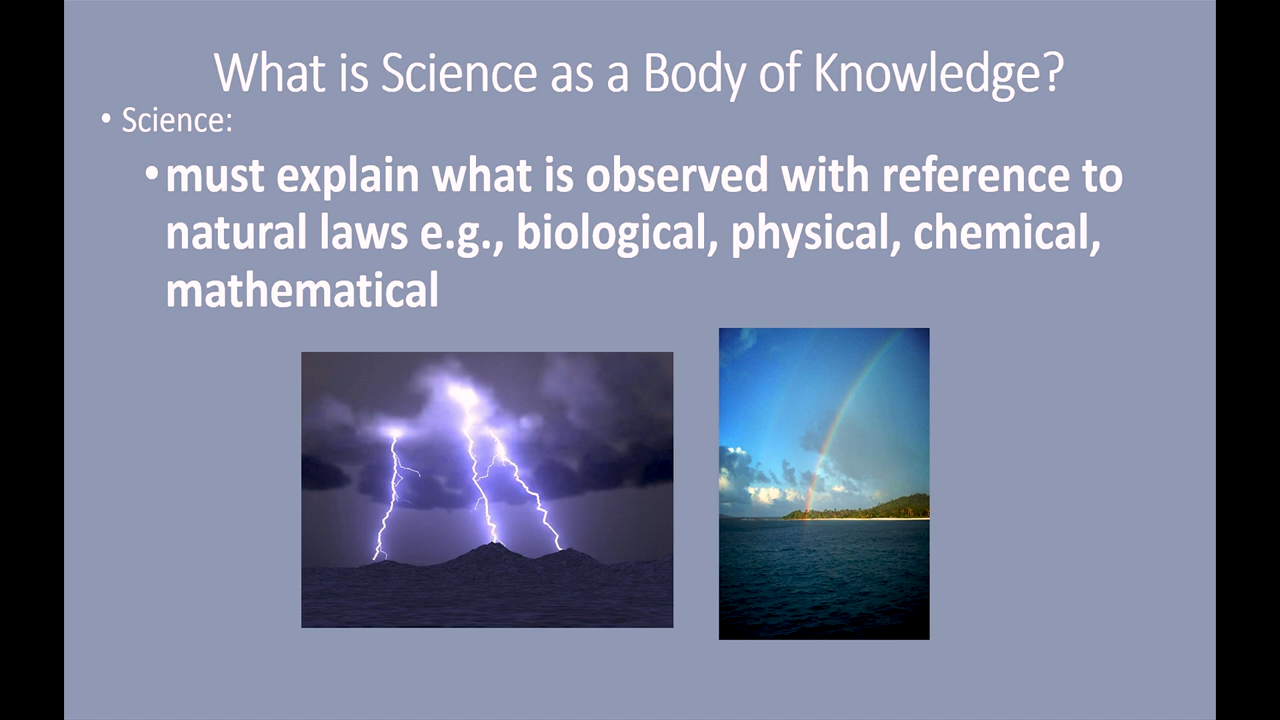 What is Science as a Body of Knowledge?
• Science:
• must explain what is observed with reference to
natural laws e.g., biological, physical, chemical,
mathematical